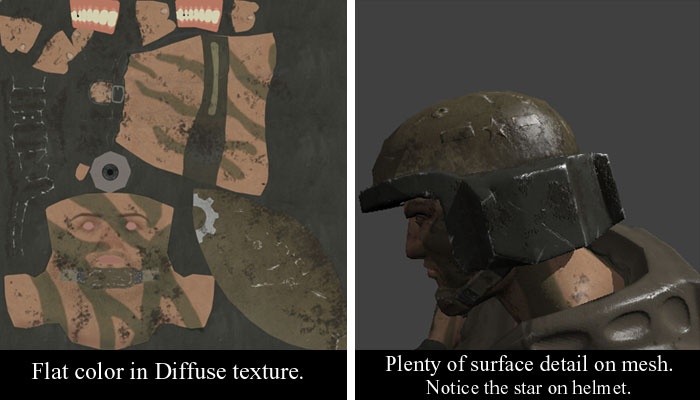 Flat color in Diffuse texture.
Plenty of surface detail on mesh.
Notice the star on helmet.